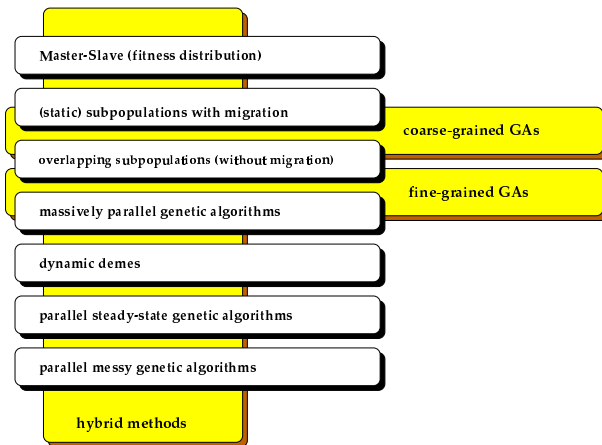 Master-Slave (fitness distribution)
(static) subpopulations with migration
coarse-grained GAs
overlapping subpopulations (without migration)
fine-grained GAs
massively parallel genetic algorithms
dynamic demes
parallel steady-state genetic algorithms
parallel messy genetic algorithms
hybrid methods